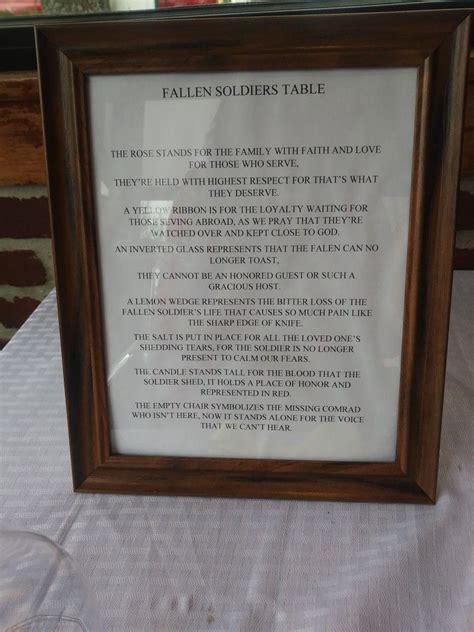 FALLEN SOLDIERS TABLE
THE ROSE STANDS FOR THE FAMILY WITH FAITH AND LOVE
FOR THOSE WHO SERVE,
THEY'RE HELD WITH HIGHEST RESPECT FOR THAT'S WHAT
THEY DESERVE.
A YELLOW RIBBON IS FOR THE LOYALTY WAITING FOR
THOSE SEVING ABROAD, AS WE PRAY THAT THEY'RE
WATCHED OVER AND KEPT CLOSE TO GOD.
AN INVERTED GLASS REPRESENTS THAT THE FALEN CAN NO
LONGER TOAST,
THEY CANNOT BE AN HONORED GUEST OR SUCH A
GRACIOUS HOST.
A LEMON WEDGE REPRESENTS THE BITTER LOSS OF THE
FALLEN SOLDIER'S LIFE THAT CAUSES SO MUCH PAIN LIKE
THE SHARP EDGE OF KNIFE.
THE SALT IS PUT IN PLACE FOR ALL THE LOVED ONE'S
SHEDDING TEARS, FOR THE SOLDIER IS NO LONGER
PRESENT TO CALM OUR FEARS.
THE CANDLE STANDS TALL FOR THE BLOOD THAT THE
SOLDIER SHED, IT HOLDS A PLACE OF HONOR AND
REPRESENTED IN RED.
THE EMPTY CHAIR SYMBOLIZES THE MISSING COMRAD
WHO ISN'T HERE, NOW IT STANDS ALONE FOR THE VOICE
THAT WE CAN'T HEAR.